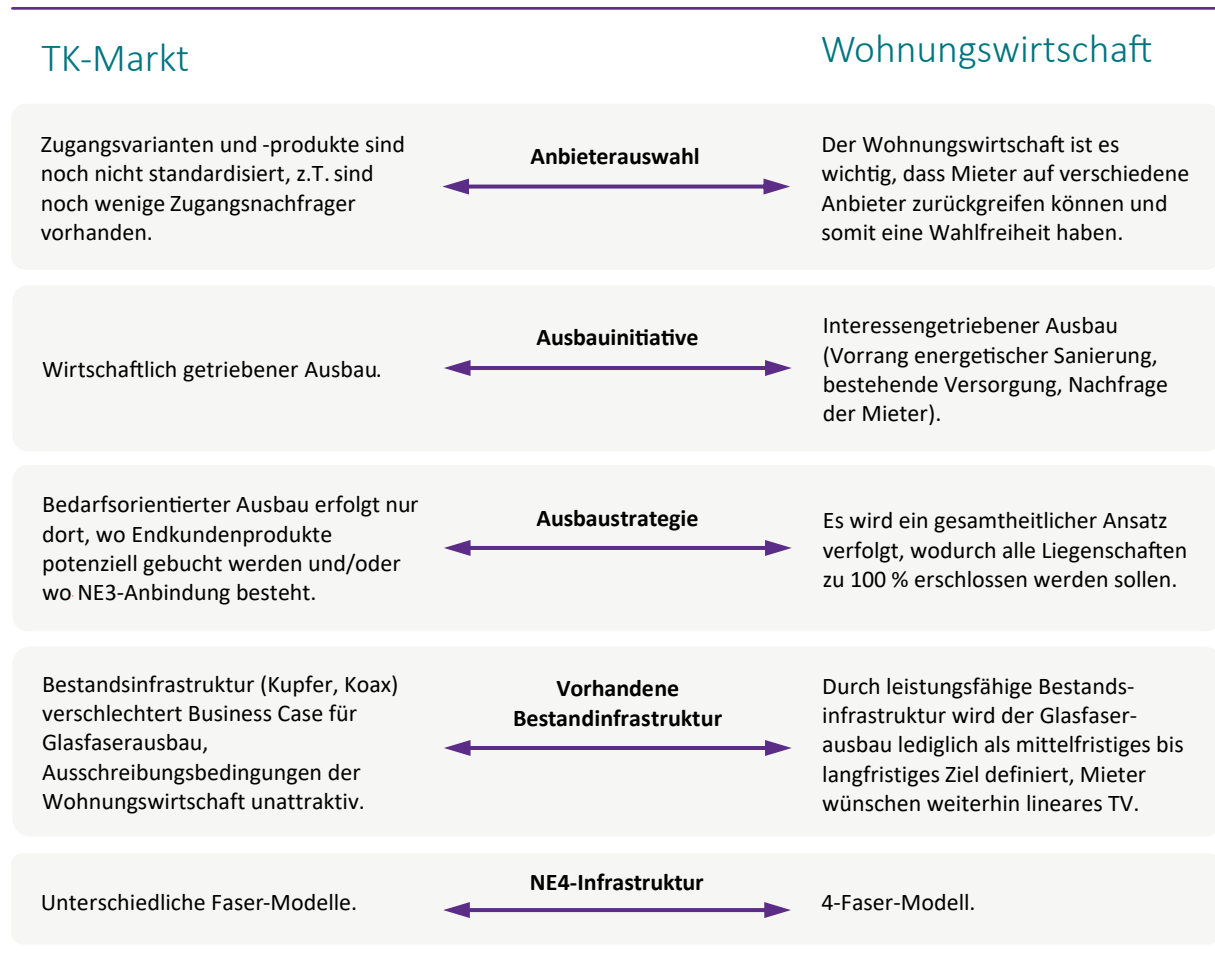 TK-Markt
Wohnungswirtschaft
Zugangsvarianten und -produkte sind
noch nicht standardisiert, z.T. sind
noch wenige Zugangsnachfrager
vorhanden.
Anbieterauswahl
Der Wohnungswirtschaft ist es
wichtig, dass Mieter auf verschiedene
Anbieter zurückgreifen können und
somit eine Wahlfreiheit haben.
Wirtschaftlich getriebener Ausbau.
Ausbauinitiative
Interessengetriebener Ausbau
(Vorrang energetischer Sanierung,
bestehende Versorgung, Nachfrage
der Mieter).
Bedarfsorientierter Ausbau erfolgt nur
dort, wo Endkundenprodukte
potenziell gebucht werden und/oder
wo NE3-Anbindung besteht.
Ausbaustrategie
Es wird ein gesamtheitlicher Ansatz
verfolgt, wodurch alle Liegenschaften
zu 100 % erschlossen werden sollen.
Bestandsinfrastruktur (Kupfer, Koax)
verschlechtert Business Case für
Glasfaserausbau,
Ausschreibungsbedingungen der
Wohnungswirtschaft unattraktiv.
Vorhandene
Bestandinfrastruktur
Durch leistungsfähige Bestands-
infrastruktur wird der Glasfaser-
ausbau lediglich als mittelfristiges bis
langfristiges Ziel definiert, Mieter
wünschen weiterhin lineares TV.
Unterschiedliche Faser-Modelle.
NE4-Infrastruktur
4-Faser-Modell.